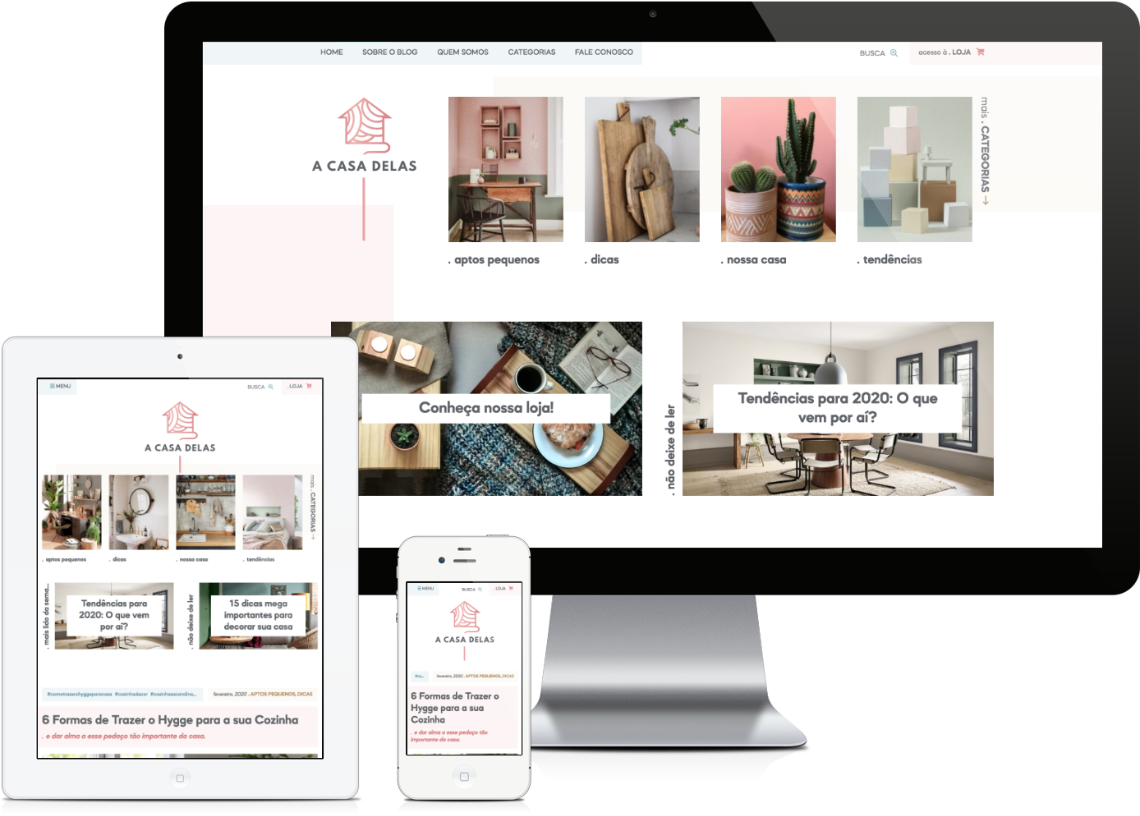 HOME SOBRE O BLOG QUEM SOMOS CATEGORIAS FALE CONOSCO
BUSCA acesso à . LOJA
A CASA DELAS
mais . CATEGORIAS →
. aptos pequenos
. dicas
. nossa casa
. tendências
Conheça nossa loja!
. não deixe de ler
Tendências para 2020: O que
vem por aí?
MENU
BUSCA
LOJA
A CASA DELAS
mais . CATEGORIAS →
. aptos pequenos
. dicas
. nossa casa
. tendências
. mais lido da sema...
Tendências para
2020: O que vem
por aí?
. não deixe de ler
15 dicas mega
importantes para
decorar sua casa
fevereiro, 2020 . APTOS PEQUENOS, DICAS
6 Formas de Trazer o Hygge para a sua Cozinha
. e dar alma a esse pedaço tão importante da casa.
MENU
BUSCA
LOJA
A CASA DELAS
fevereiro, 2020 . APTOS PEQUENOS, DICAS
6 Formas de Trazer o
Hygge para a sua
Cozinha
. e dar alma a esse pedaço tão
importante da casa.